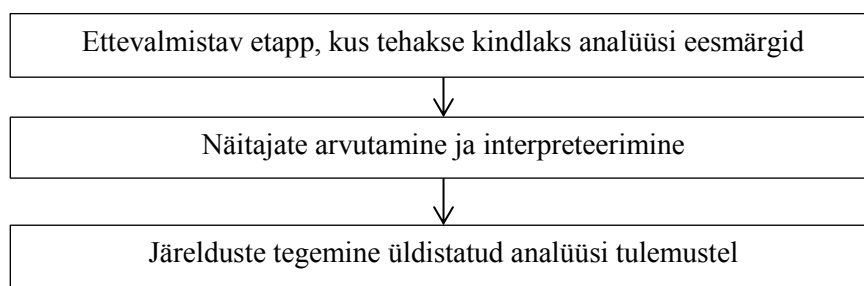 Ettevalmistav etapp, kus tehakse kindlaks analüüsi eesmärgid
Näitajate arvutamine ja interpreteerimine
Järelduste tegemine üldistatud analüüsi tulemustel